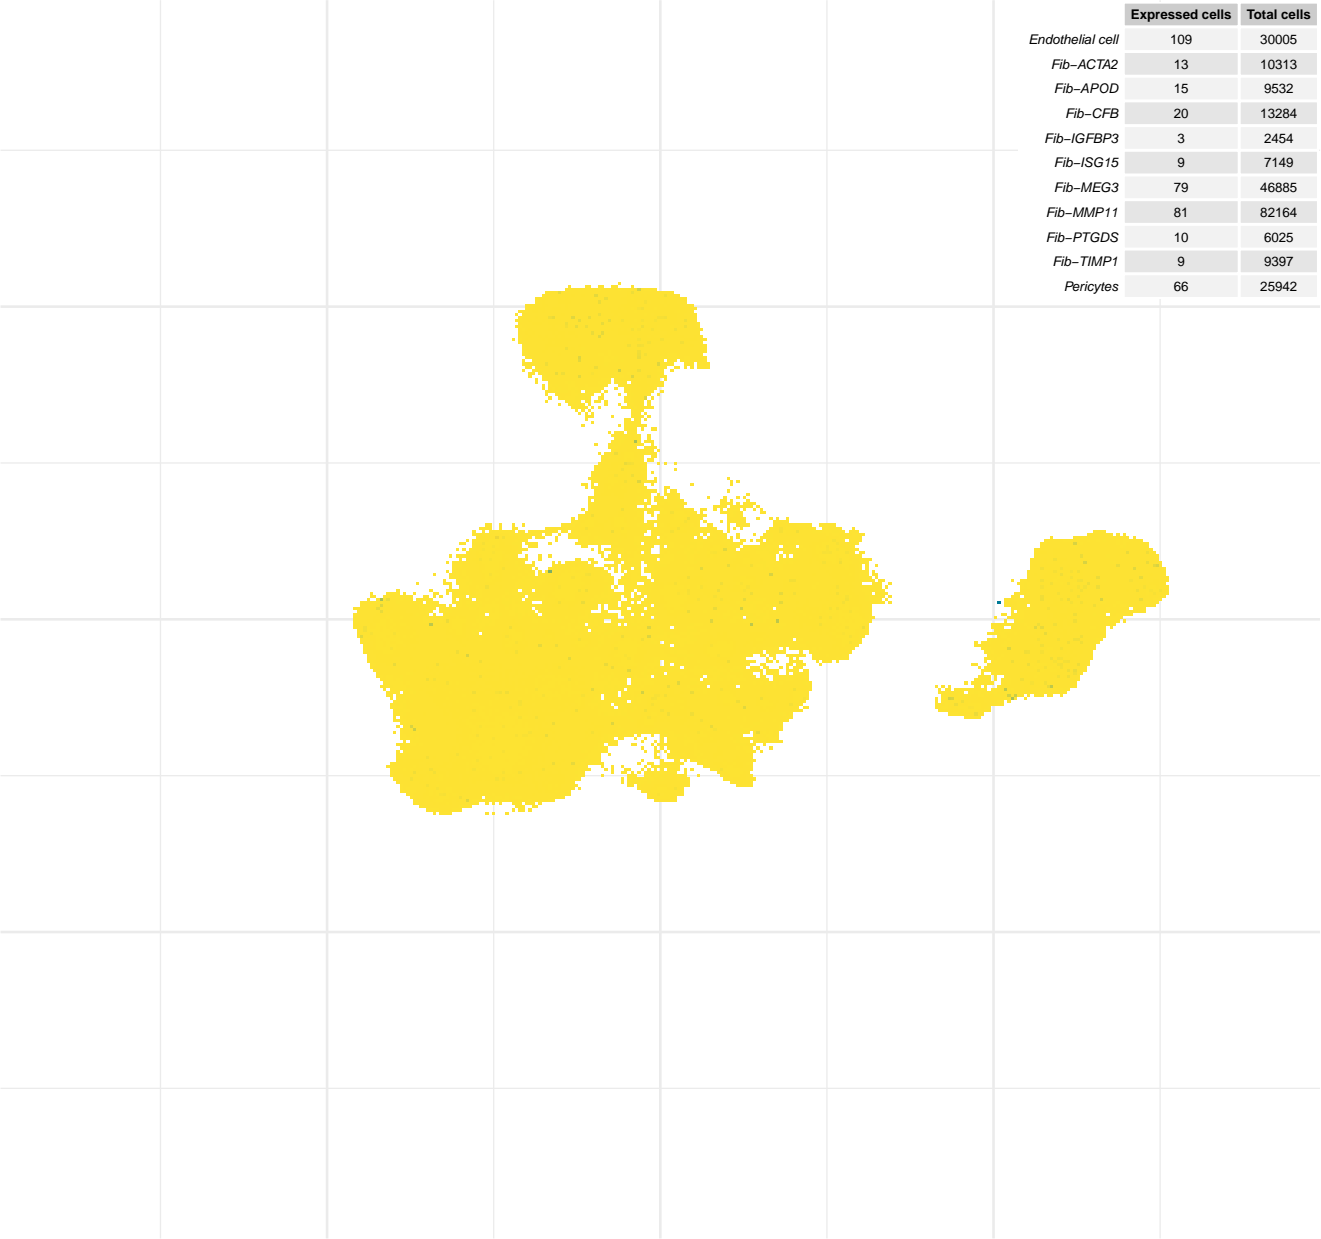 Expressed cells Total cells
Endothelial cell 109 30005
Fib−ACTA2 13 10313
Fib−APOD 15 9532
Fib−CFB 20 13284
Fib−IGFBP3 3 2454
Fib−ISG15 9 7149
Fib−MEG3 79 46885
Fib−MMP11 81 82164
Fib−PTGDS 10 6025
Fib−TIMP1 9 9397
Pericytes 66 25942